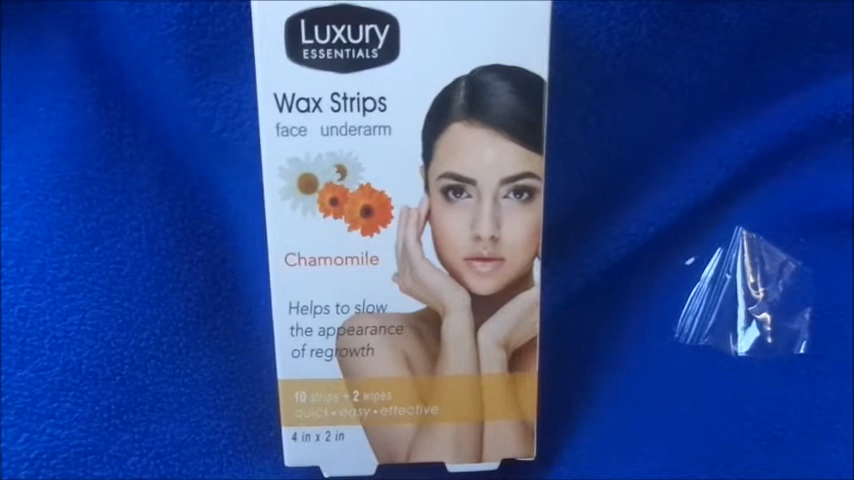 Luxury
ESSENTIALS
Wax Strips
face underarm
Chamomile
Helps to slow
the appearance
of regrowth
10 strips + 2 wipes
quick • easy • effective
4 in x 2 in